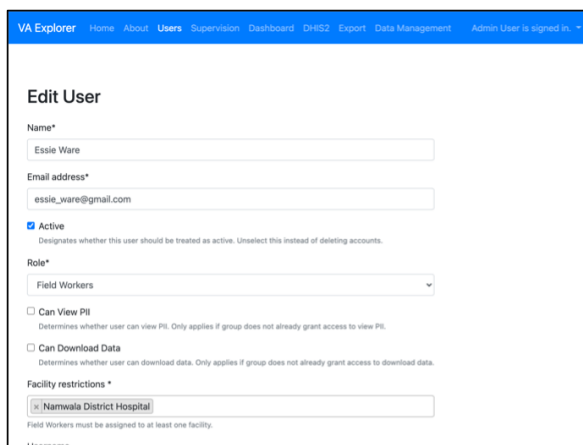 VA Explorer Home About Users Supervision Dashboard DHIS2 Export Data Management Admin User is signed in.
Edit User
Name*
Essie Ware
Email address*
essie_ware@gmail.com
Active
Designates whether this user should be treated as active. Unselect this instead of deleting accounts.
Role*
Field Workers
Can View PII
Determines whether user can view PII. Only applies if group does not already grant access to view PII.
Can Download Data
Determines whether user can download data. Only applies if group does not already grant access to download data.
Facility restrictions *
× Namwala District Hospital
Field Workers must be assigned to at least one facility.